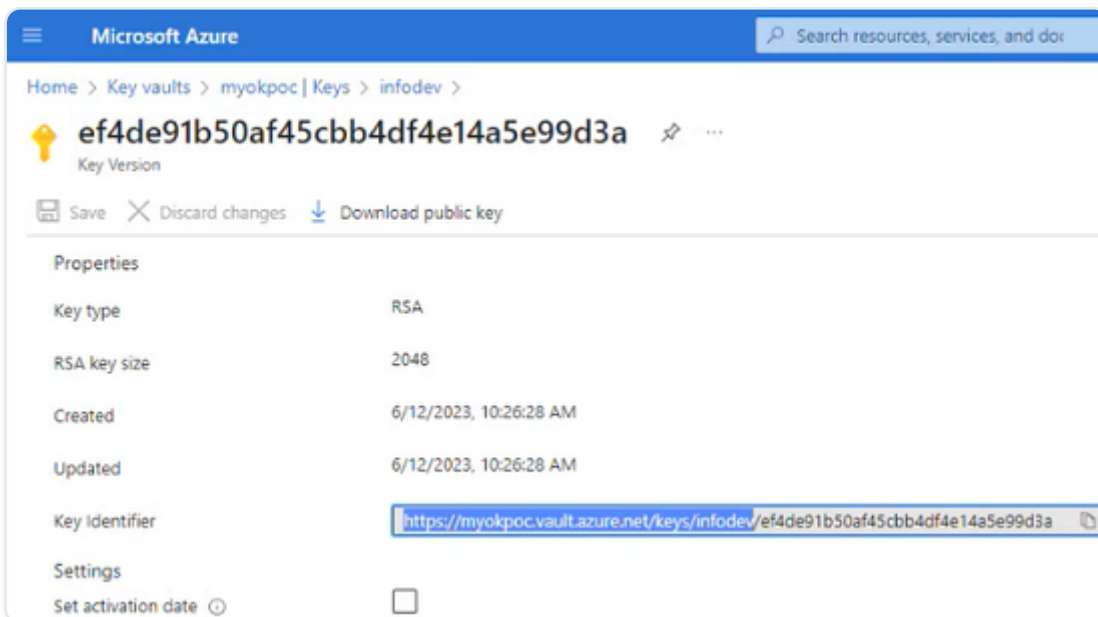 Microsoft Azure
Search resources, services, and doc
Home > Key vaults > myokpoc | Keys > infodev >
ef4de91b50af45cbb4df4e14a5e99d3a
Key Version
Save Discard changes Download public key
Properties
Key type RSA
RSA key size 2048
Created 6/12/2023, 10:26:28 AM
Updated 6/12/2023, 10:26:28 AM
Key Identifier https://myokpoc.vault.azure.net/keys/infodev/ef4de91b50af45cbb4df4e14a5e99d3a
Settings
Set activation date